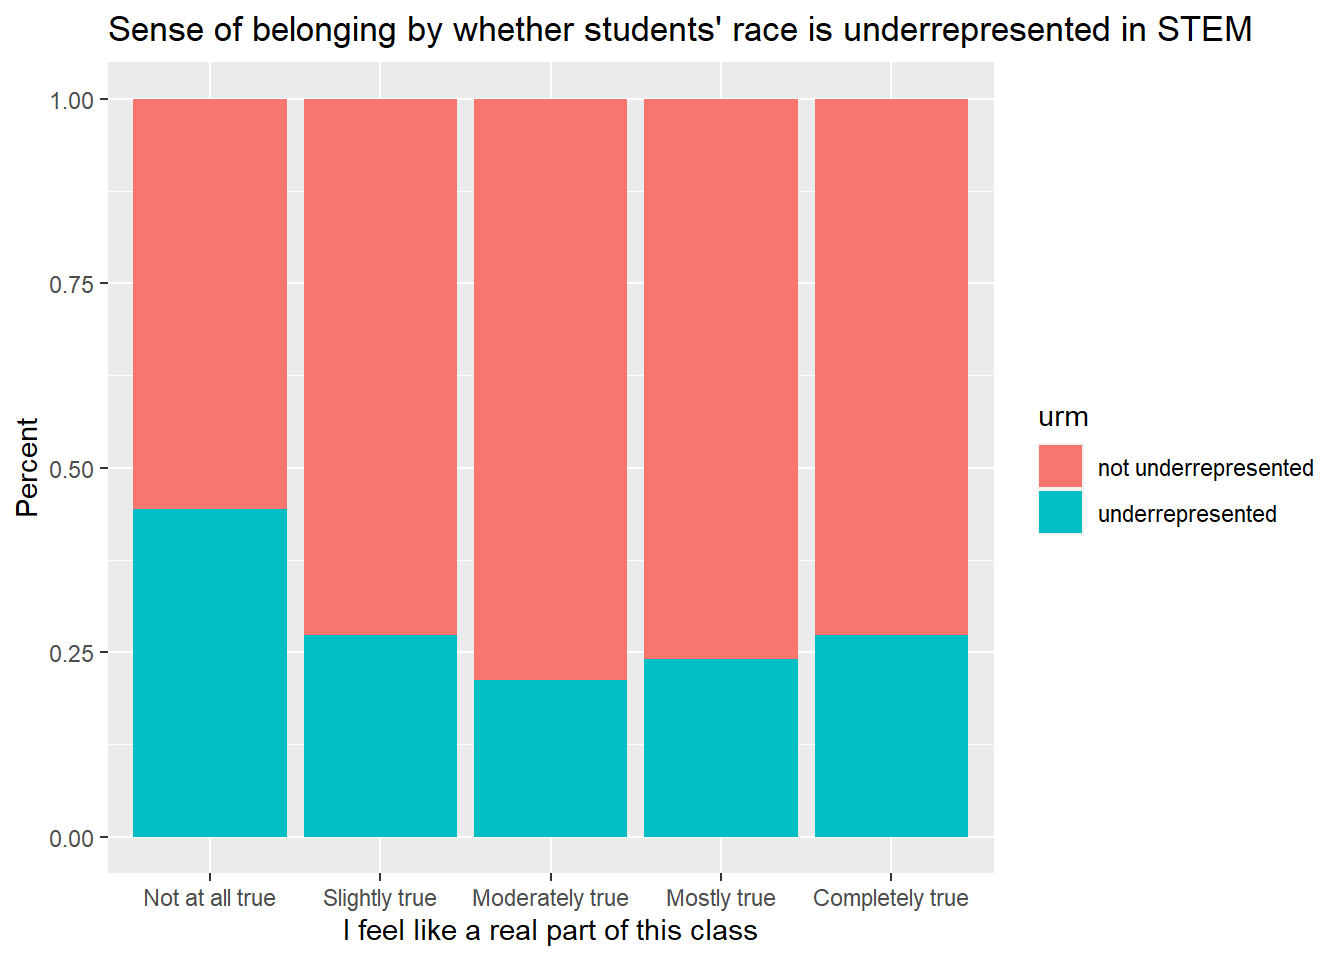 Sense of belonging by whether students' race is underrepresented in STEM
1.00
0.75
0.50
0.25
0.00
Percent
Not at all true Slightly true Moderately true Mostly true Completely true
I feel like a real part of this class
urm
not underrepresented
underrepresented